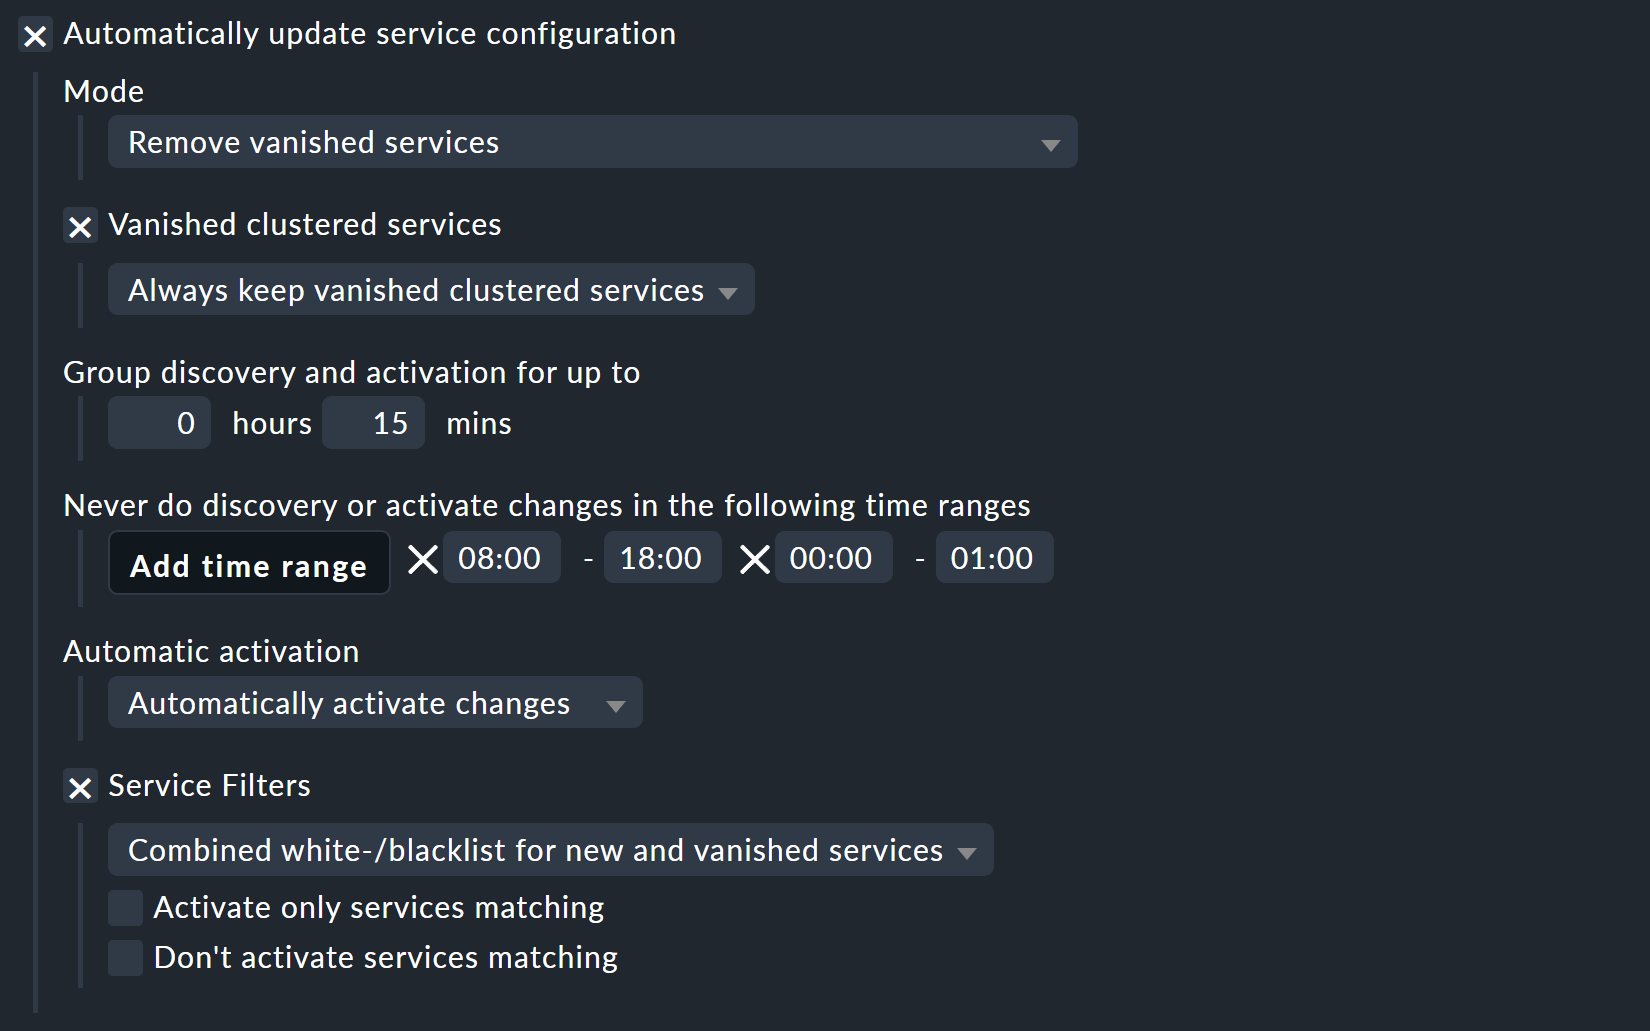 Automatically update service configuration
Mode
Remove vanished services
Vanished clustered services
Always keep vanished clustered services
Group discovery and activation for up to
0 hours 15 mins
Never do discovery or activate changes in the following time ranges
Add time range 08:00 - 18:00 00:00 - 01:00
Automatic activation
Automatically activate changes
Service Filters
Combined white-/blacklist for new and vanished services
Activate only services matching
Don't activate services matching